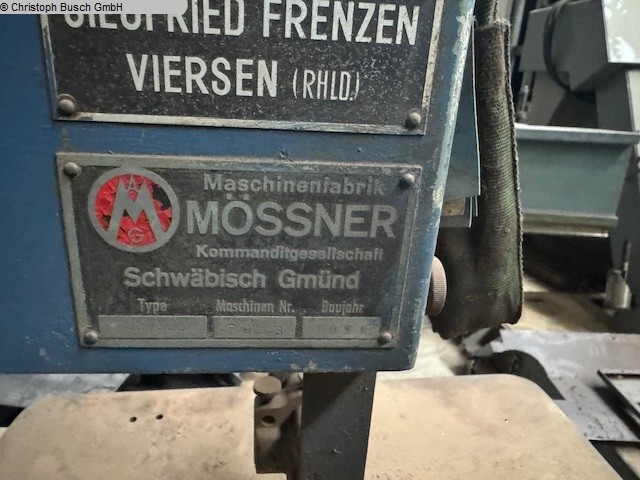 © Christoph Busch GmbH
SIEGFRIED FRENZEN
VIERSEN (RHLD.)
Maschinenfabrik
MÖSSNER
Kommanditgesellschaft
Schwäbisch Gmünd
Type Maschinen Nr. Baujahr